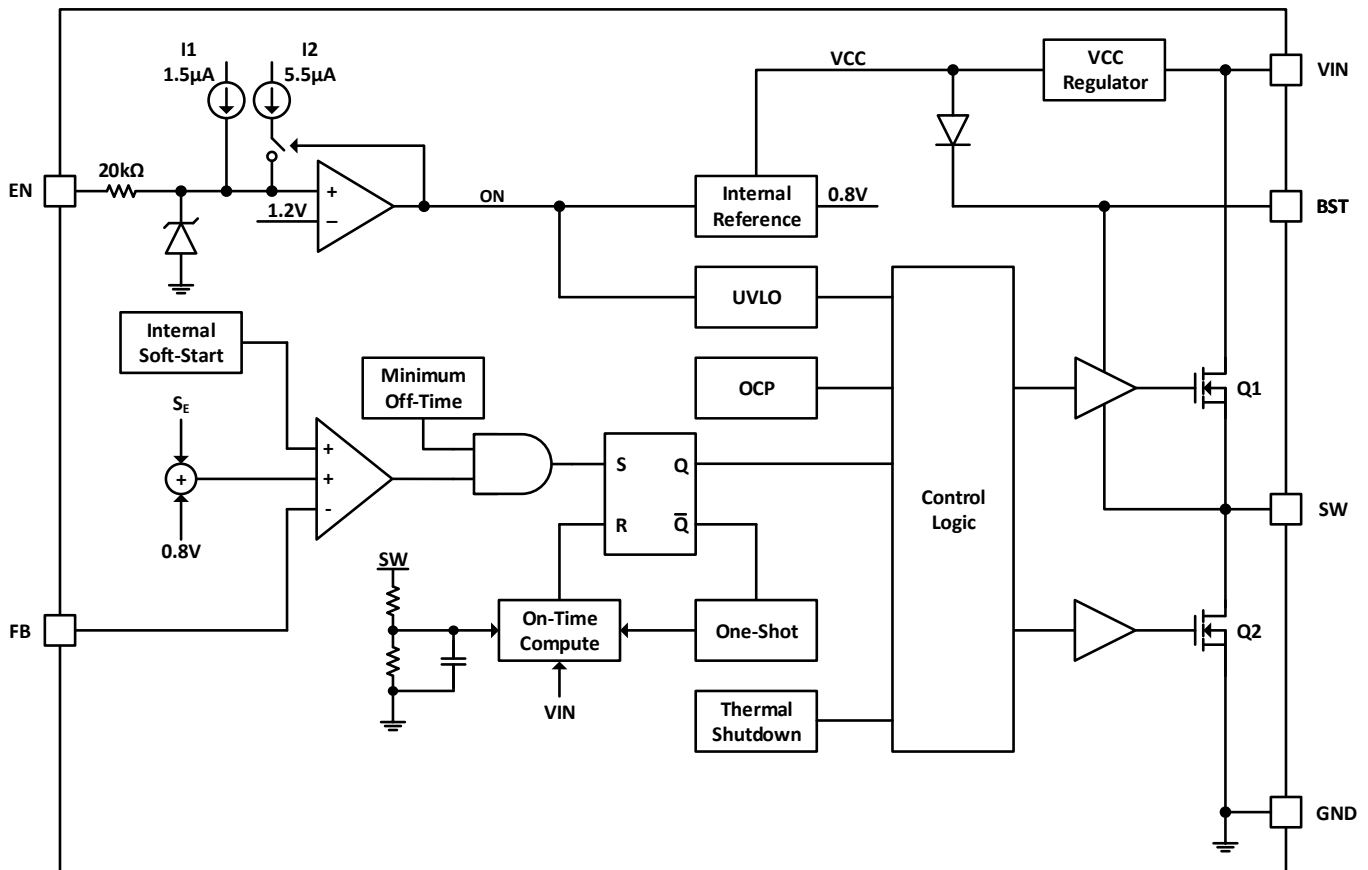 I1
1.5µA
I2
5.5µA
VCC
VCC
Regulator
VIN
EN
20kΩ
+
1.2V
−
ON
Internal
Reference
0.8V
BST
UVLO
Internal
Soft-Start
Minimum
Off-Time
OCP
Q1
SE
+
+
+
-
0.8V
S
Q
R
Q̅
Control
Logic
SW
SW
FB
On-Time
Compute
One-Shot
Q2
VIN
Thermal
Shutdown
GND